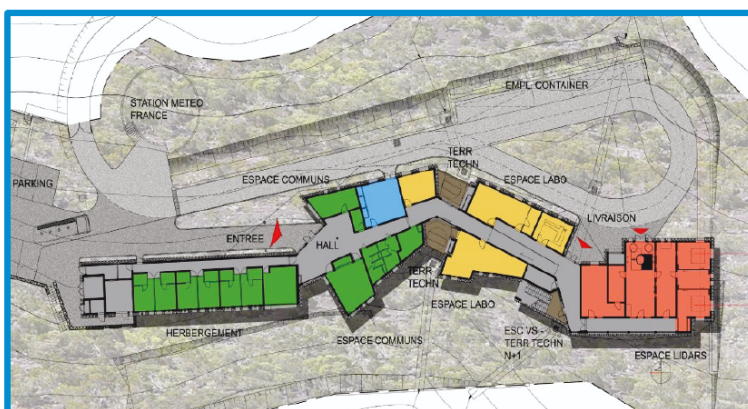 STATION METEO
FRANCE
EMPL CONTAINER
PARKING
ESPACE COMMUNS
TERR
TECHN
ESPACE LABO
LIVRAISON
ENTREE
HALL
TERR
TECHN
ESPACE LABO
HERBERGEMENT
ESPACE COMMUNS
ESC VS -
TERR TECHN
N+1
ESPACE LIDARS